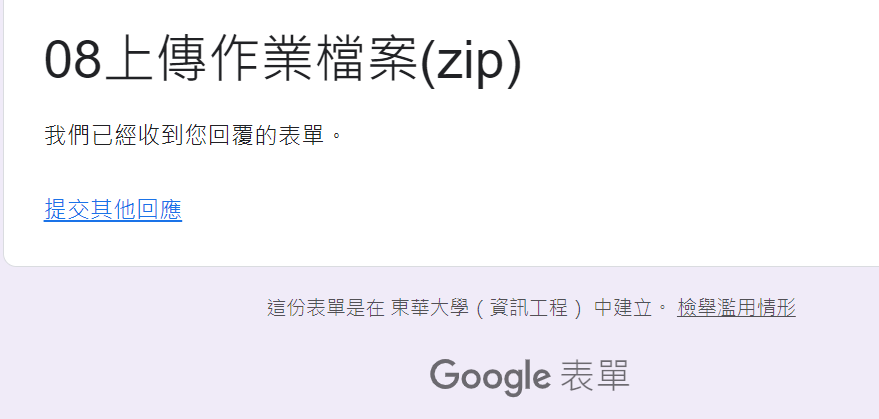 08上傳作業檔案(zip)
我們已經收到您回覆的表單。
提交其他回應
這份表單是在 東華大學（資訊工程） 中建立。 檢舉濫用情形
Google 表單